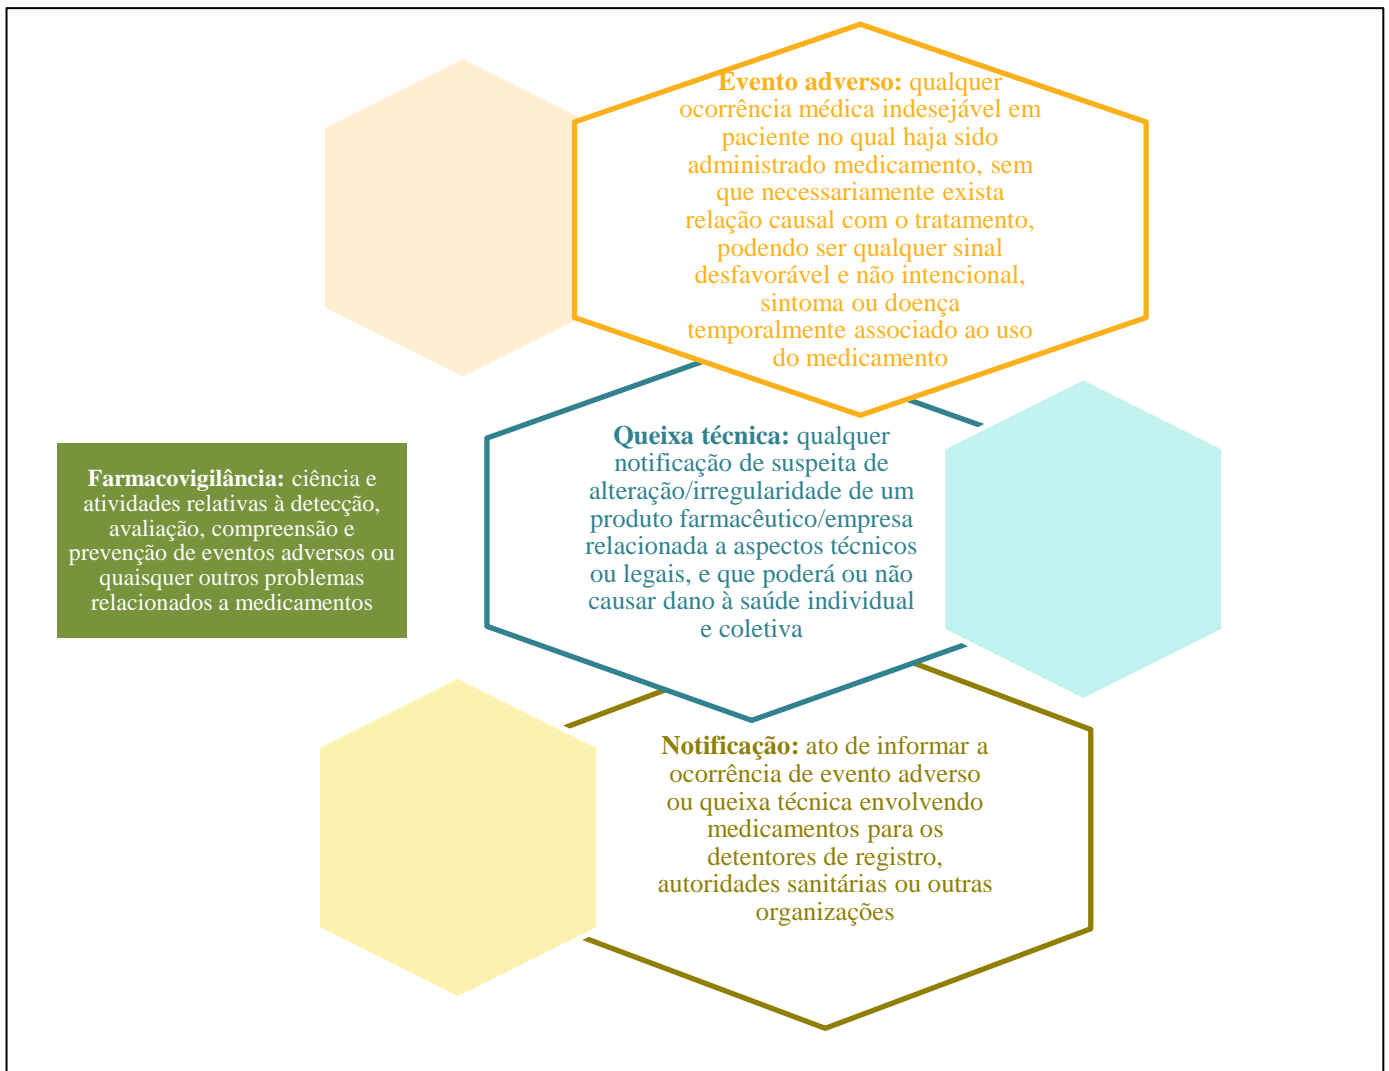 Evento adverso: qualquer
ocorrência médica indesejável em
paciente no qual haja sido
administrado medicamento, sem
que necessariamente exista
relação causal com o tratamento,
podendo ser qualquer sinal
desfavorável e não intencional,
sintoma ou doença
temporalmente associado ao uso
do medicamento
Queixa técnica: qualquer
notificação de suspeita de
alteração/irregularidade de um
produto farmacêutico/empresa
relacionada a aspectos técnicos
ou legais, e que poderá ou não
causar dano à saúde individual
e coletiva
Farmacovigilância: ciência e
atividades relativas à detecção,
avaliação, compreensão e
prevenção de eventos adversos ou
quaisquer outros problemas
relacionados a medicamentos
Notificação: ato de informar a
ocorrência de evento adverso
ou queixa técnica envolvendo
medicamentos para os
detentores de registro,
autoridades sanitárias ou outras
organizações